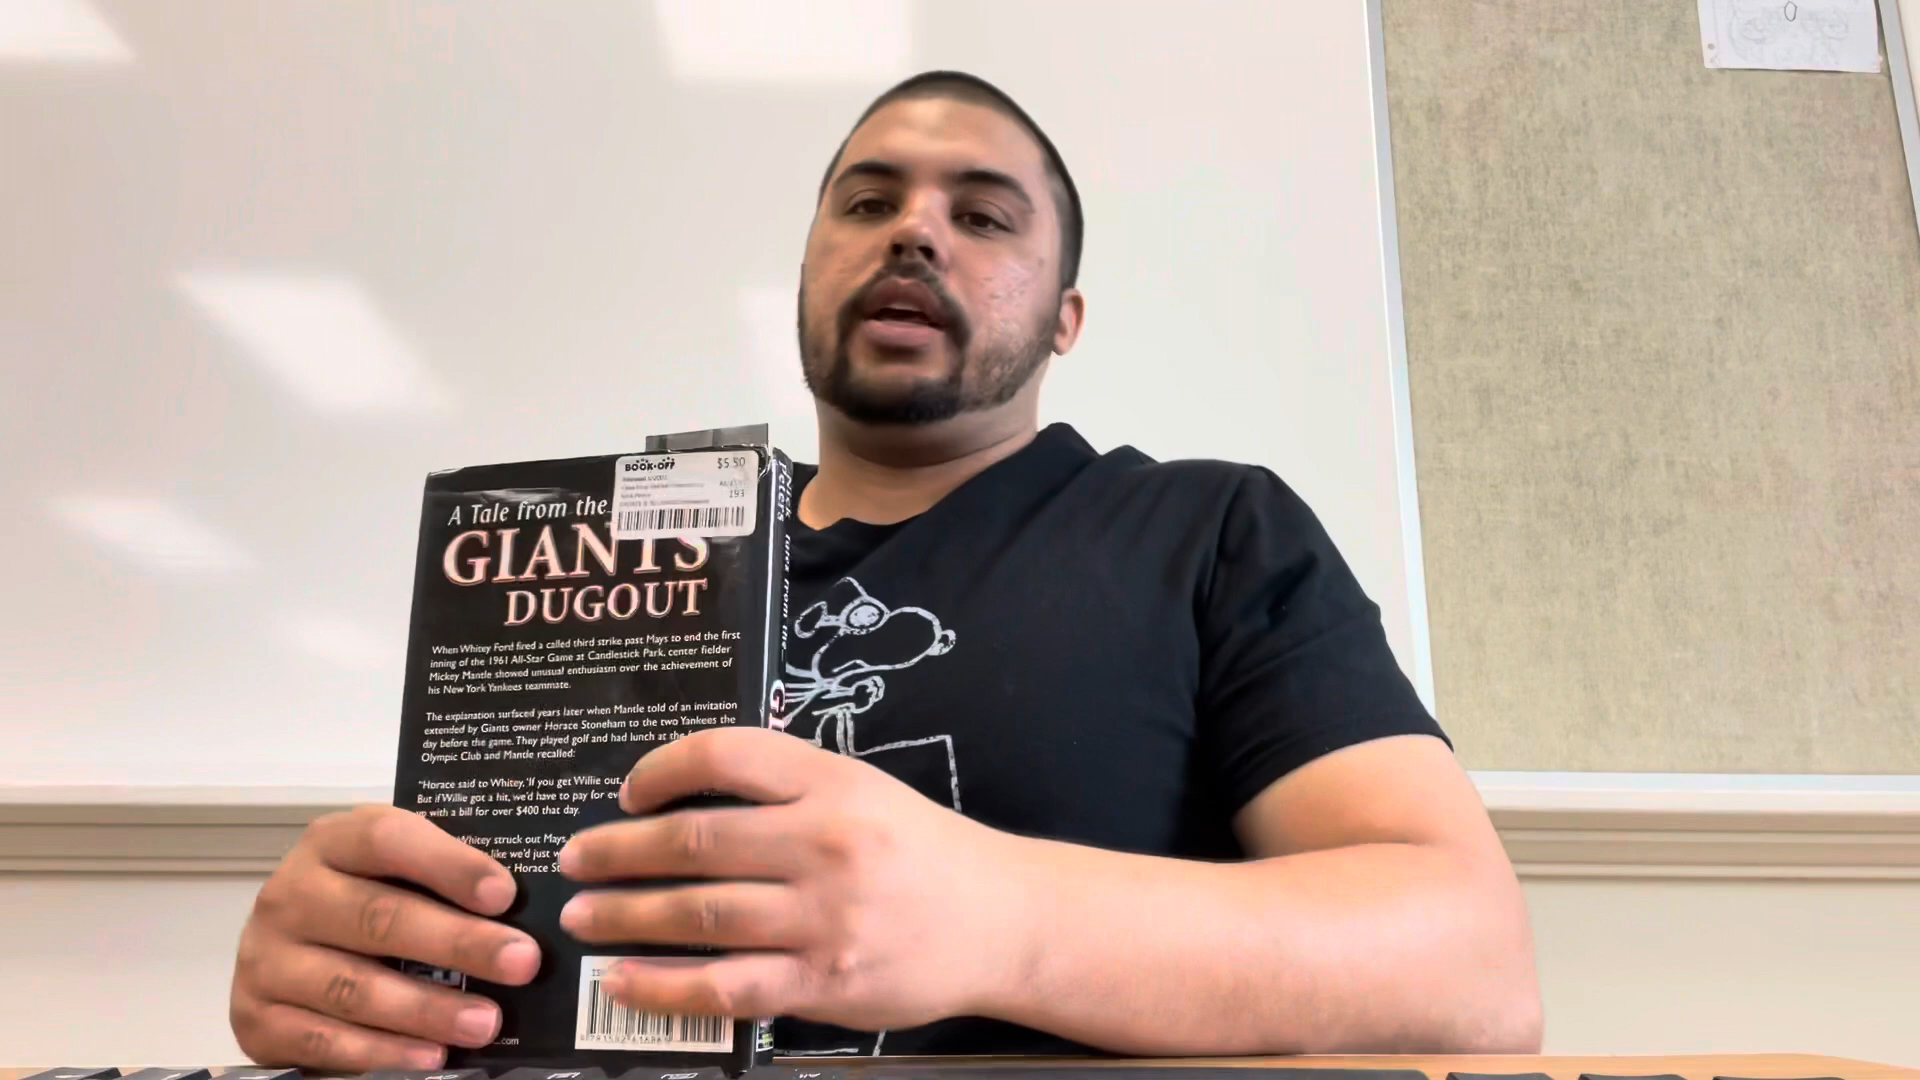 BOOK-OFF $5.50
193
A Tale from the
GIANTS
DUGOUT
When Whitey Ford fired a called third strike past Mays to end the first
inning of the 1961 All-Star Game at Candlestick Park, center fielder
Mickey Mantle showed unusual enthusiasm over the achievement of
his New York Yankees teammate.
The explanation surfaced years later when Mantle told of an invitation
extended by Giants owner Horace Stoneham to the two Yankees the
day before the game. They played golf and had lunch at the
Olympic Club and Mantle recalled:
"Horace said to Whitey, 'If you get Willie out,
But if Willie got a hit, we'd have to pay for
up with a bill for over $400 that day.
Whitey struck out Mays,
like we'd just
Horace
.com
Nick Peters Tales from the